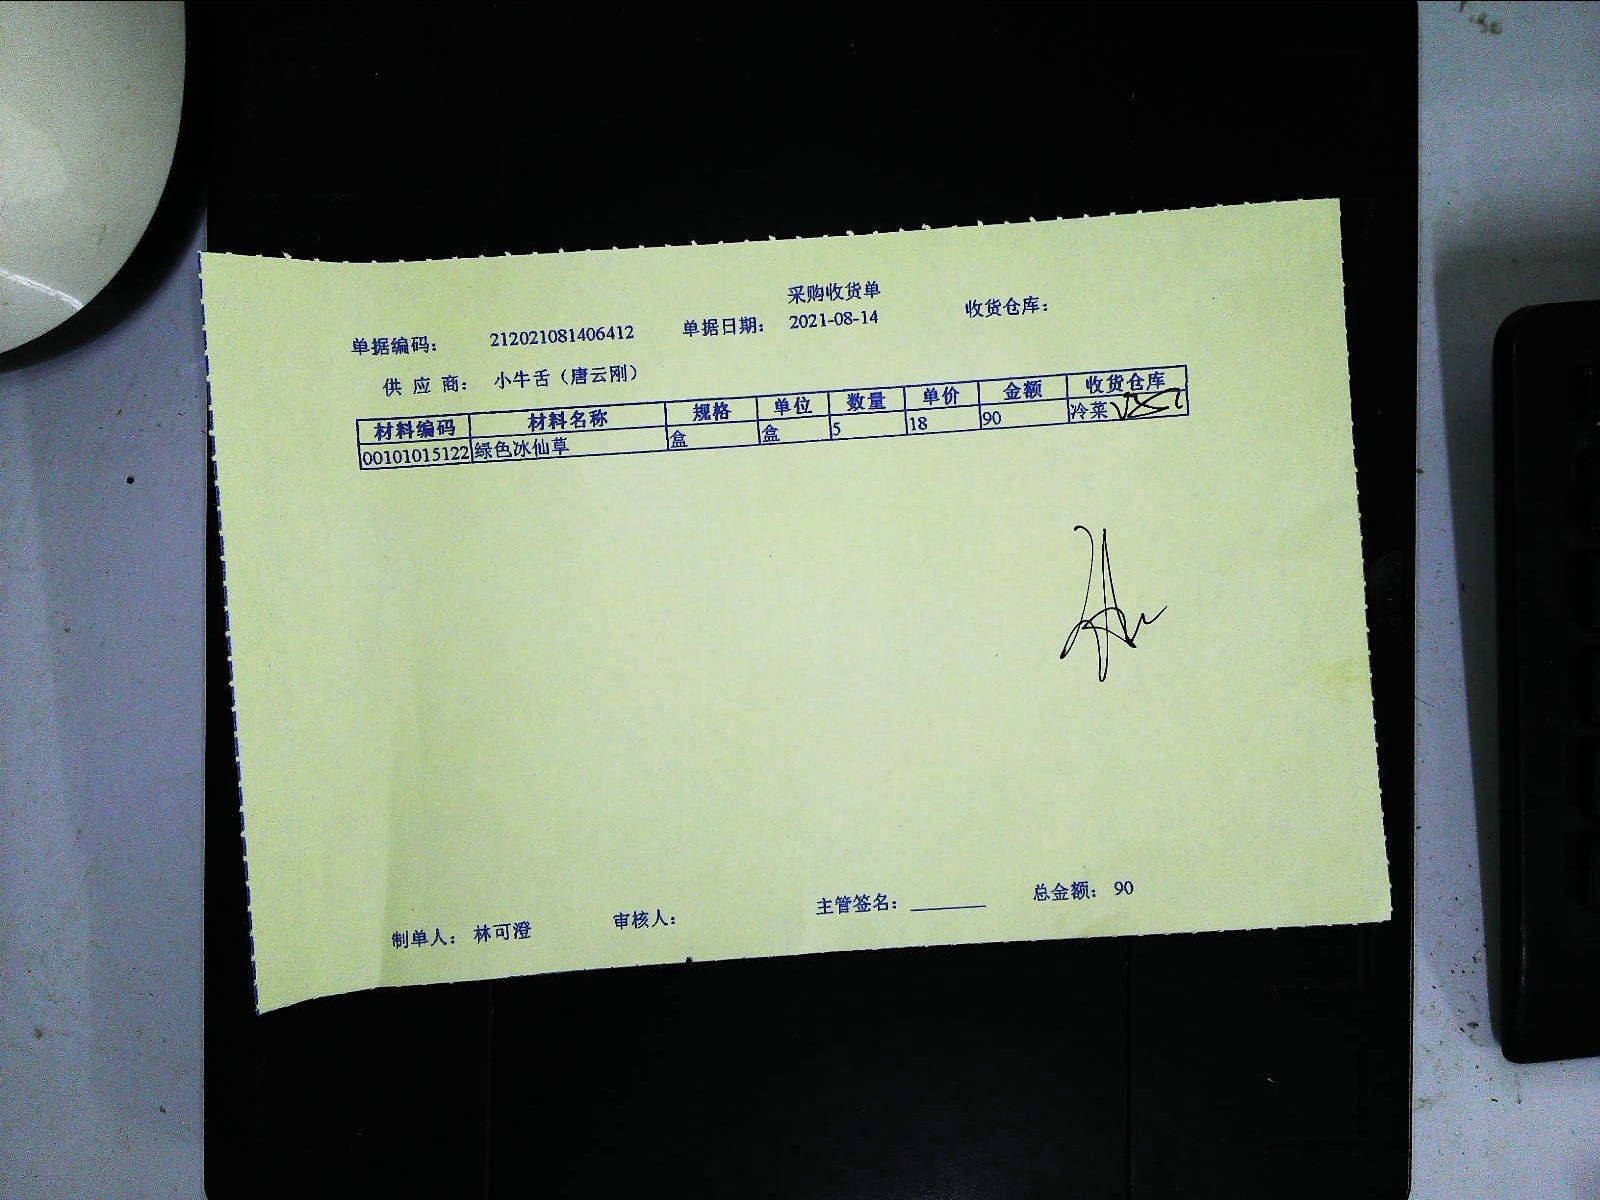 采购收货单
单据编码： 212021081406412 单据日期： 2021-08-14 收货仓库：
供 应 商： 小牛舌（唐云刚）
材料编码 材料名称 规格 单位 数量 单价 金额 收货仓库
00101015122 绿色冰仙草 盒 盒 5 18 90 冷菜
制单人： 林可澄 审核人： 主管签名： 总金额： 90